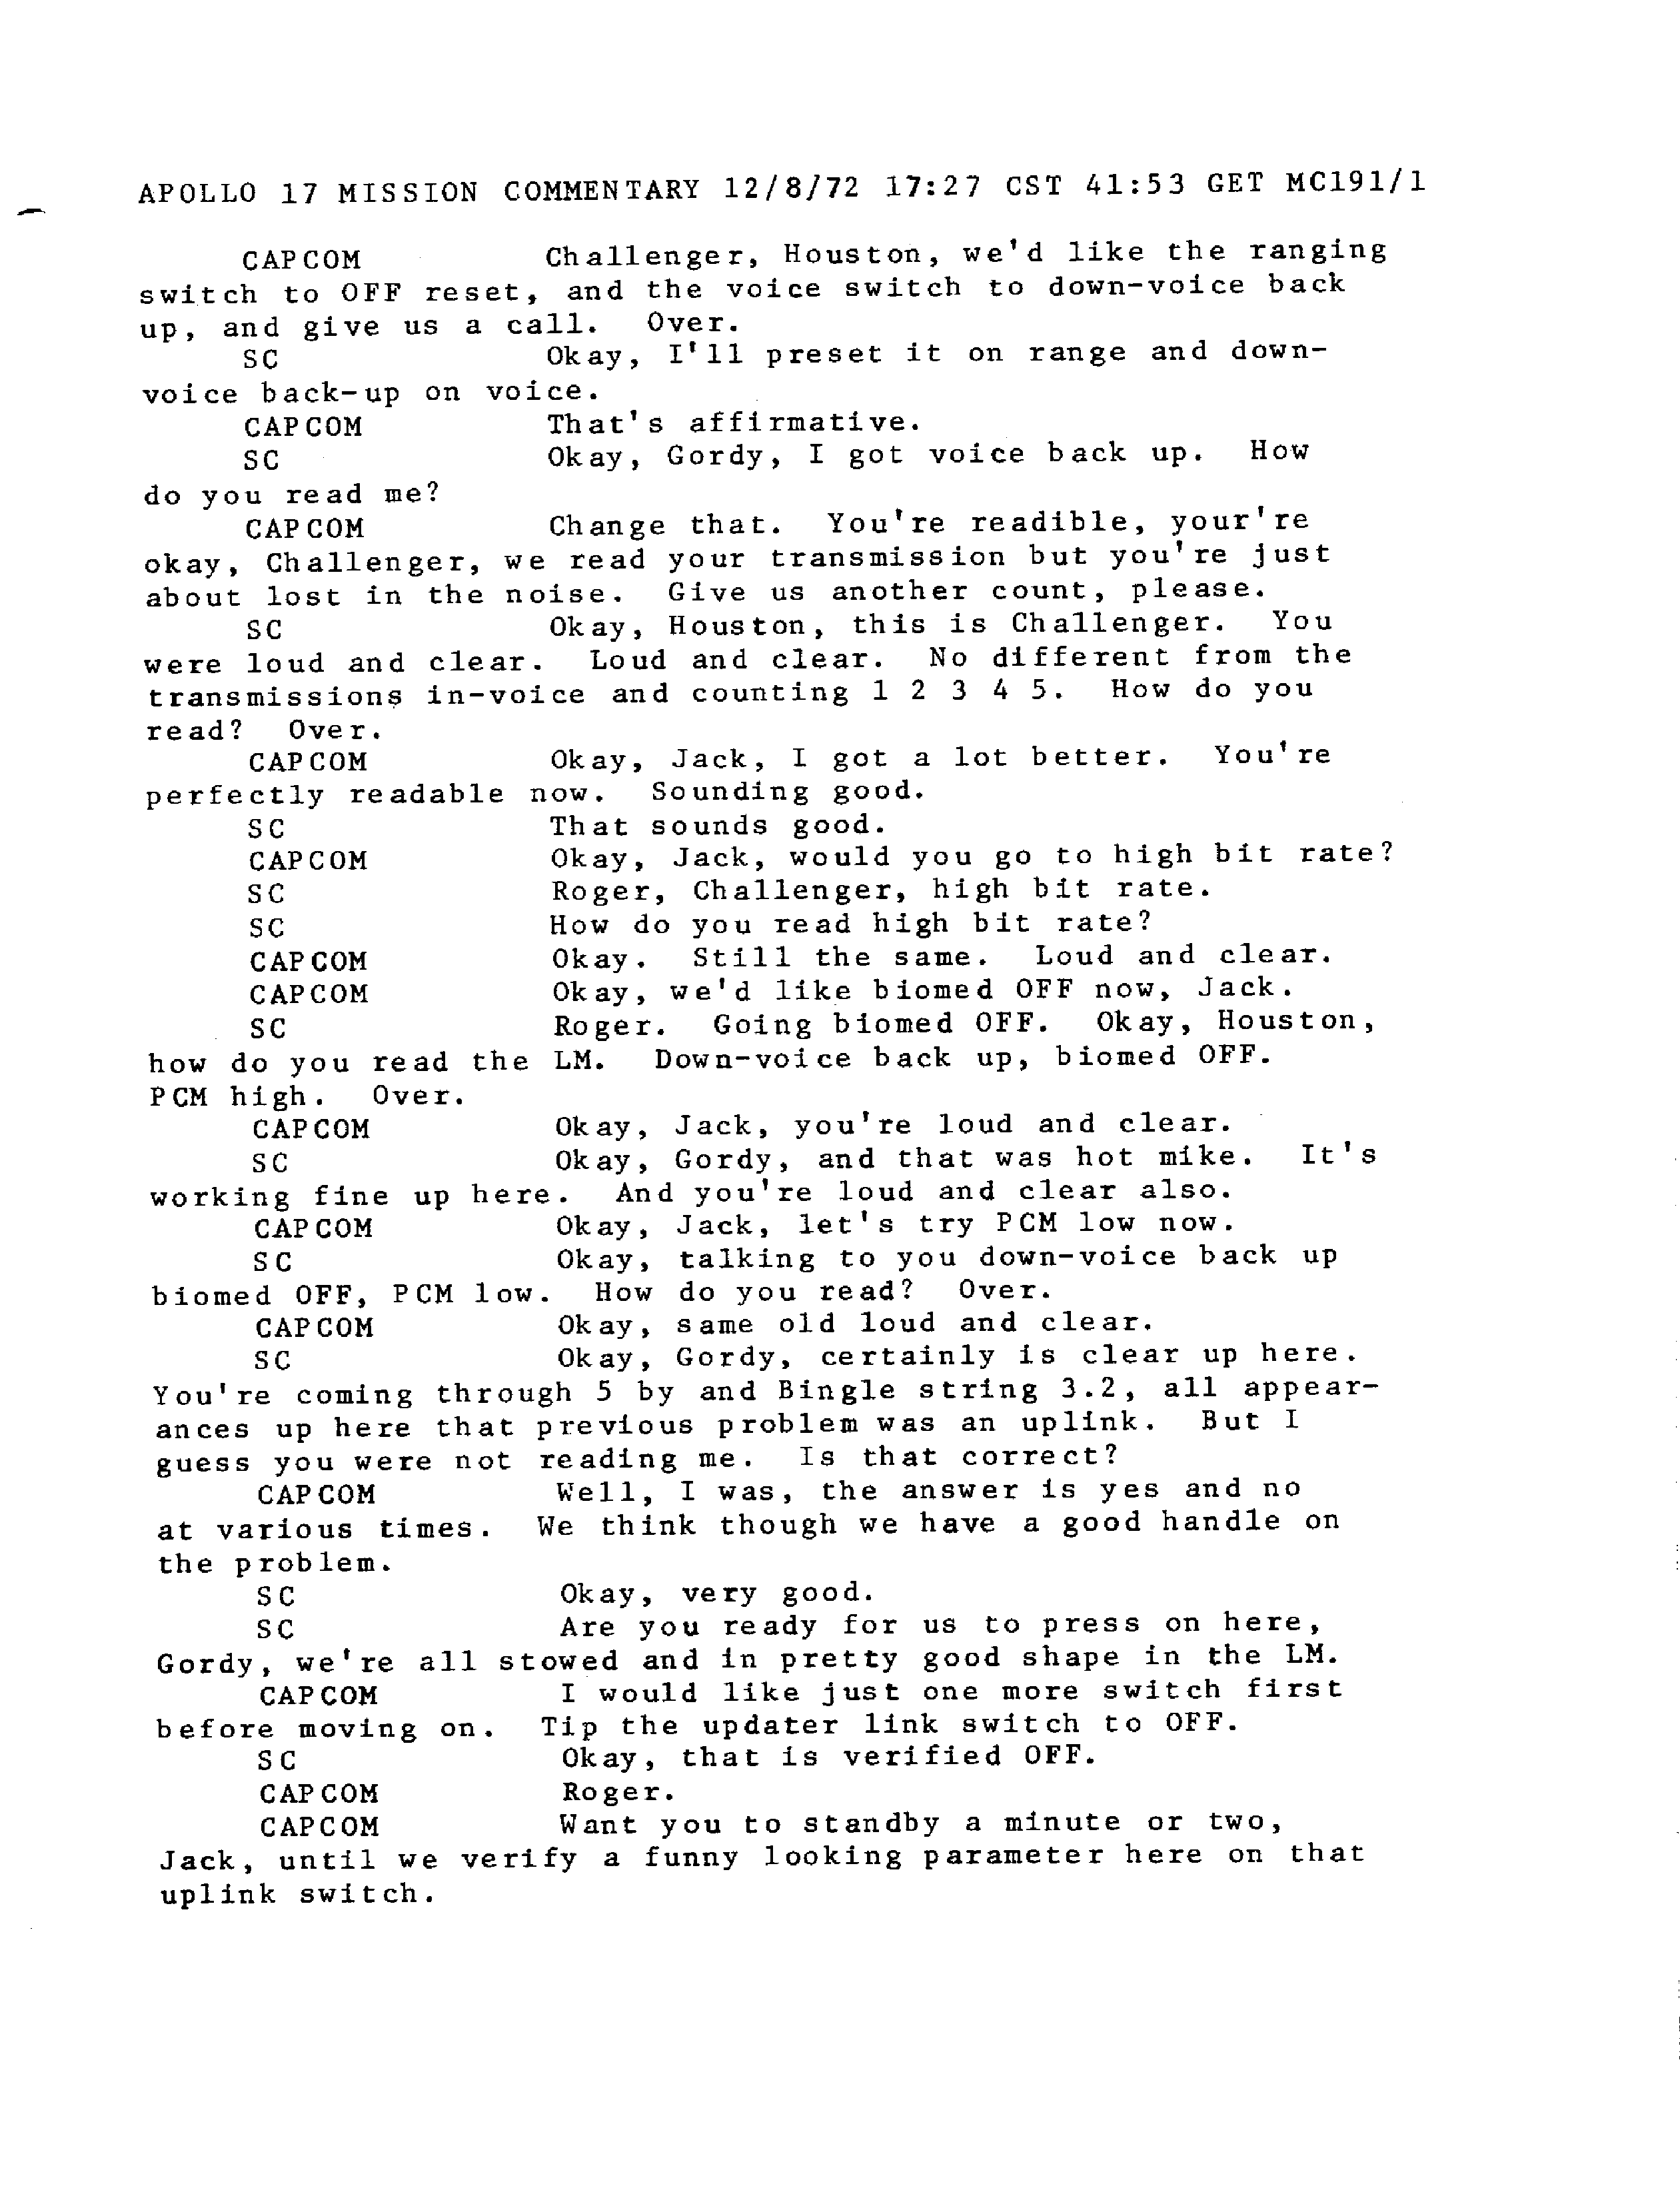 APOLLO 17 MISSION COMMENTARY 12/8/72 17:27 CST 41:53 GET MC191/1
CAPCOM Challenger, Houston, we'd like the ranging
switch to OFF reset, and the voice switch to down-voice back
up, and give us a call. Over.
SC Okay, I'll preset it on range and down-
voice back-up on voice.
CAPCOM That's affirmative.
SC Okay, Gordy, I got voice back up. How
do you read me?
CAPCOM Change that. You're readible, your're
okay, Challenger, we read your transmission but you're just
about lost in the noise. Give us another count, please.
SC Okay, Houston, this is Challenger. You
were loud and clear. Loud and clear. No different from the
transmissions in-voice and counting 1 2 3 4 5. How do you
read? Over.
CAPCOM Okay, Jack, I got a lot better. You're
perfectly readable now. Sounding good.
SC That sounds good.
CAPCOM Okay, Jack, would you go to high bit rate?
SC Roger, Challenger, high bit rate.
SC How do you read high bit rate?
CAPCOM Okay. Still the same. Loud and clear.
CAPCOM Okay, we'd like biomed OFF now, Jack.
SC Roger. Going biomed OFF. Okay, Houston,
how do you read the LM. Down-voice back up, biomed OFF.
PCM high. Over.
CAPCOM Okay, Jack, you're loud and clear.
SC Okay, Gordy, and that was hot mike. It's
working fine up here. And you're loud and clear also.
CAPCOM Okay, Jack, let's try PCM low now.
SC Okay, talking to you down-voice back up
biomed OFF, PCM low. How do you read? Over.
CAPCOM Okay, same old loud and clear.
SC Okay, Gordy, certainly is clear up here.
You're coming through 5 by and Bingle string 3.2, all appear-
ances up here that previous problem was an uplink. But I
guess you were not reading me. Is that correct?
CAPCOM Well, I was, the answer is yes and no
at various times. We think though we have a good handle on
the problem.
SC Okay, very good.
SC Are you ready for us to press on here,
Gordy, we're all stowed and in pretty good shape in the LM.
CAPCOM I would like just one more switch first
before moving on. Tip the updater link switch to OFF.
SC Okay, that is verified OFF.
CAPCOM Roger.
CAPCOM Want you to standby a minute or two,
Jack, until we verify a funny looking parameter here on that
uplink switch.